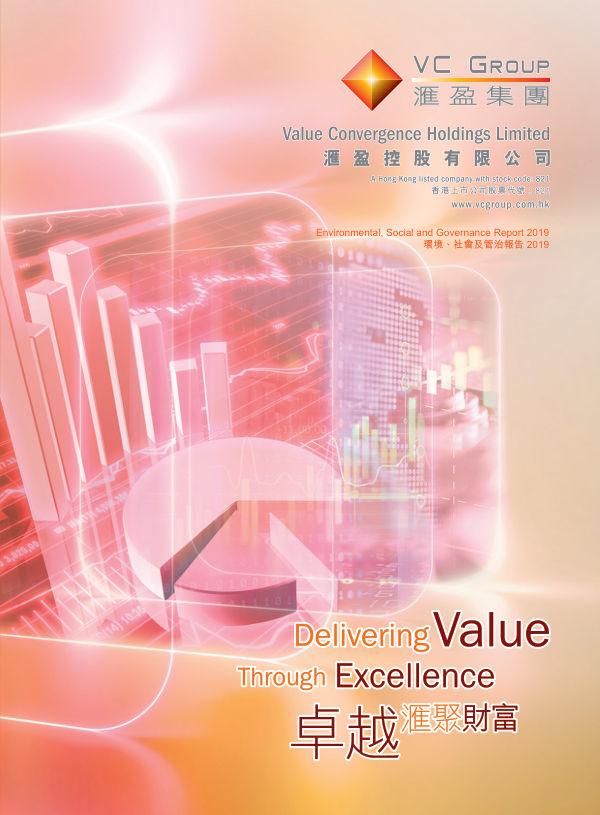 VC GROUP
滙盈集團
Value Convergence Holdings Limited
滙盈控股有限公司
A Hong Kong listed company with stock code: 821
香港上市公司股票代號：821
www.vcgroup.com.hk
Environmental, Social and Governance Report 2019
環境、社會及管治報告 2019
Delivering Value
Through Excellence
卓越滙聚財富